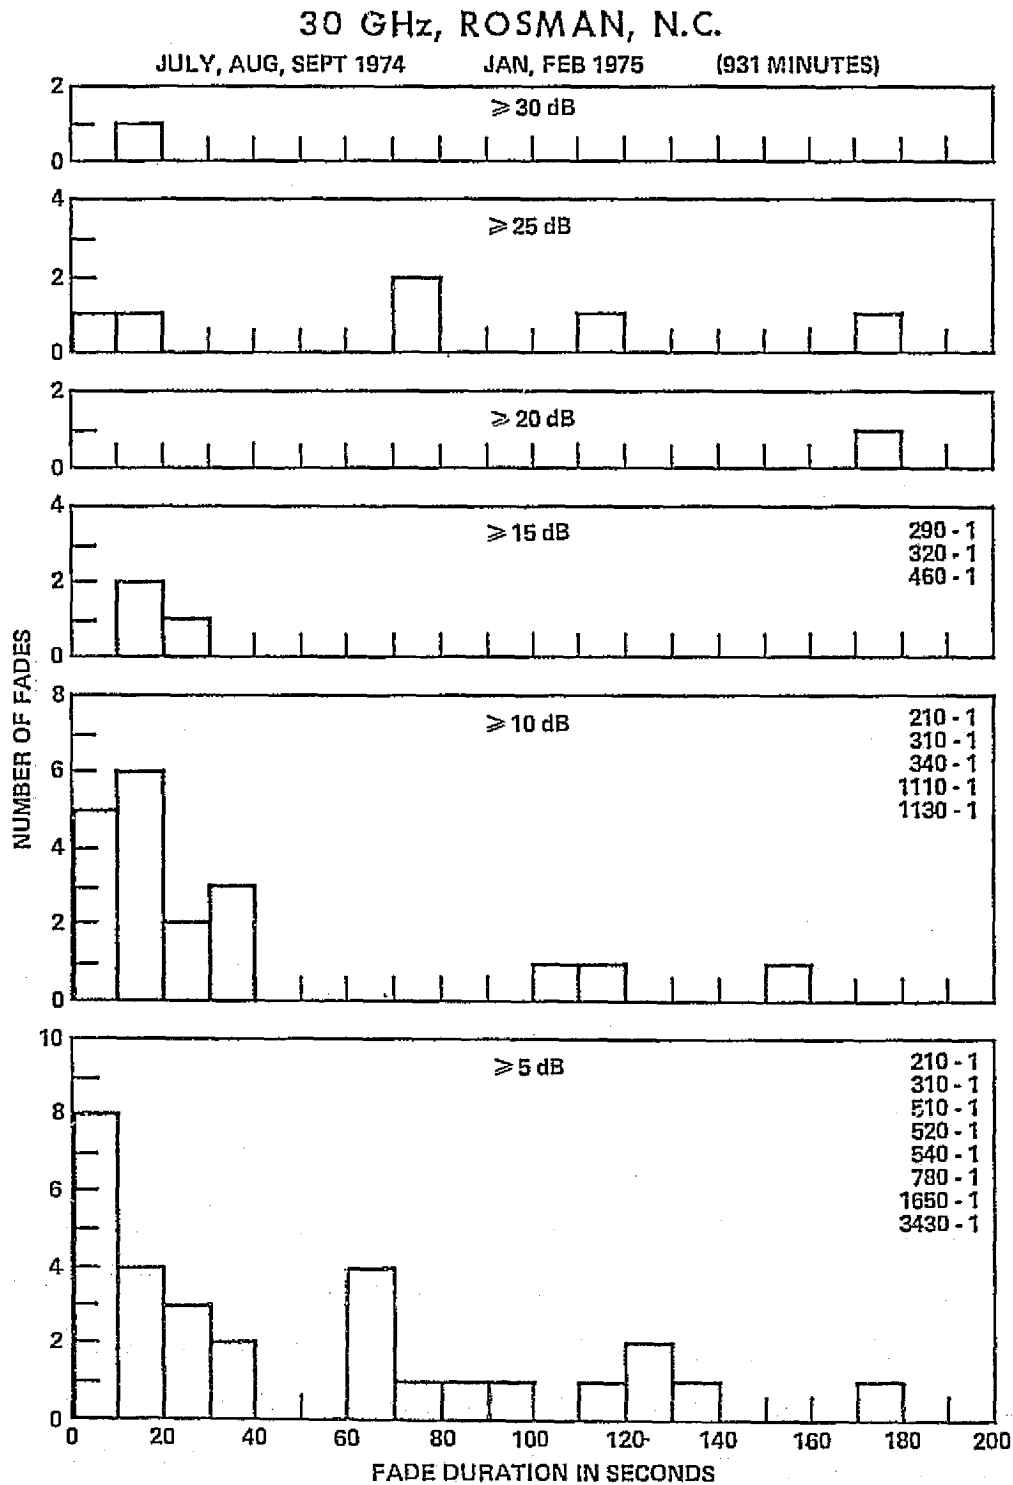 30 GHz, ROSMAN, N.C.
JULY, AUG, SEPT 1974 JAN, FEB 1975 (931 MINUTES)
2
≥ 30 dB
0
4
≥ 25 dB
2
0
2
≥ 20 dB
0
4
≥ 15 dB
290 - 1
320 - 1
460 - 1
2
0
NUMBER OF FADES
8
≥ 10 dB
210 - 1
310 - 1
340 - 1
1110 - 1
1130 - 1
6
4
2
0
10
≥ 5 dB
210 - 1
310 - 1
510 - 1
520 - 1
540 - 1
780 - 1
1650 - 1
3430 - 1
8
6
4
2
0
0 20 40 60 80 100 120 140 160 180 200
FADE DURATION IN SECONDS